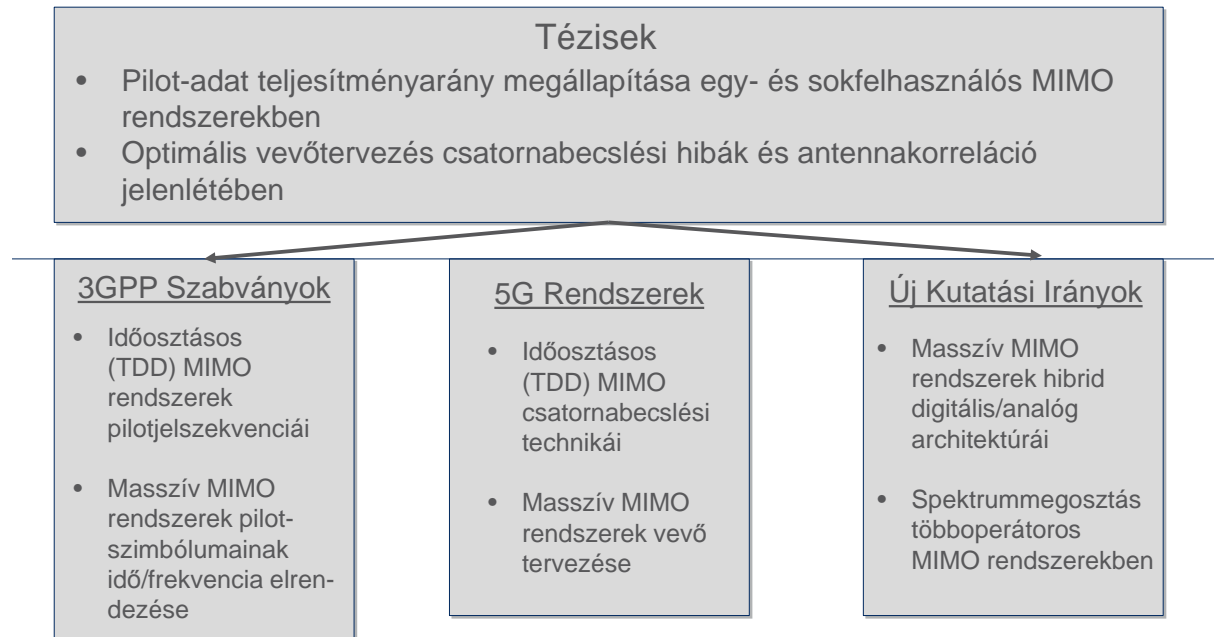 Tézisek
• Pilot-adat teljesítményarány megállapítása egy- és sokfelhasználós MIMO
rendszerekben
• Optimális vevőtervezés csatornabecslési hibák és antennakorreláció
jelenlétében
3GPP Szabványok
• Időosztásos
(TDD) MIMO
rendszerek
pilotjelszekvenciái
• Masszív MIMO
rendszerek pilot-
szimbólumainak
idő/frekvencia elren-
dezése
5G Rendszerek
• Időosztásos
(TDD) MIMO
csatornabecslési
technikái
• Masszív MIMO
rendszerek vevő
tervezése
Új Kutatási Irányok
• Masszív MIMO
rendszerek hibrid
digitális/analóg
architektúrái
• Spektrummegosztás
többoperátoros
MIMO rendszerekben